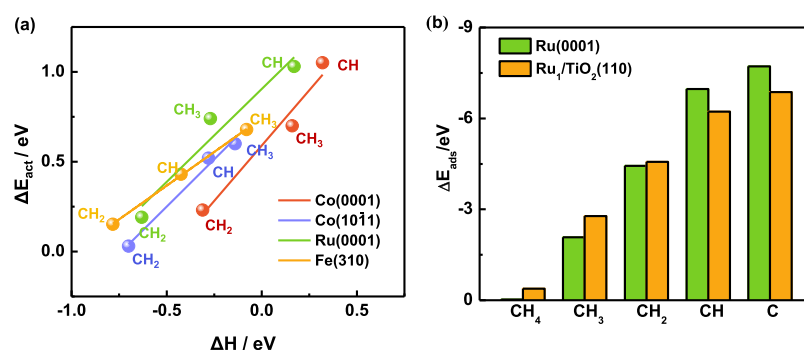 (a)
ΔE_act / eV
1.0
0.5
0.0
-1.0 -0.5 0.0 0.5
ΔH / eV
CH CH
CH₃
CH₃
CH₃
CH CH₃
CH
CH₂
CH₂ CH₂
CH₂
Co(0001)
Co(101̄1)
Ru(0001)
Fe(310)
(b)
Ru(0001)
Ru₁/TiO₂(110)
ΔE_ads/eV
-9
-6
-3
0
CH₄ CH₃ CH₂ CH C